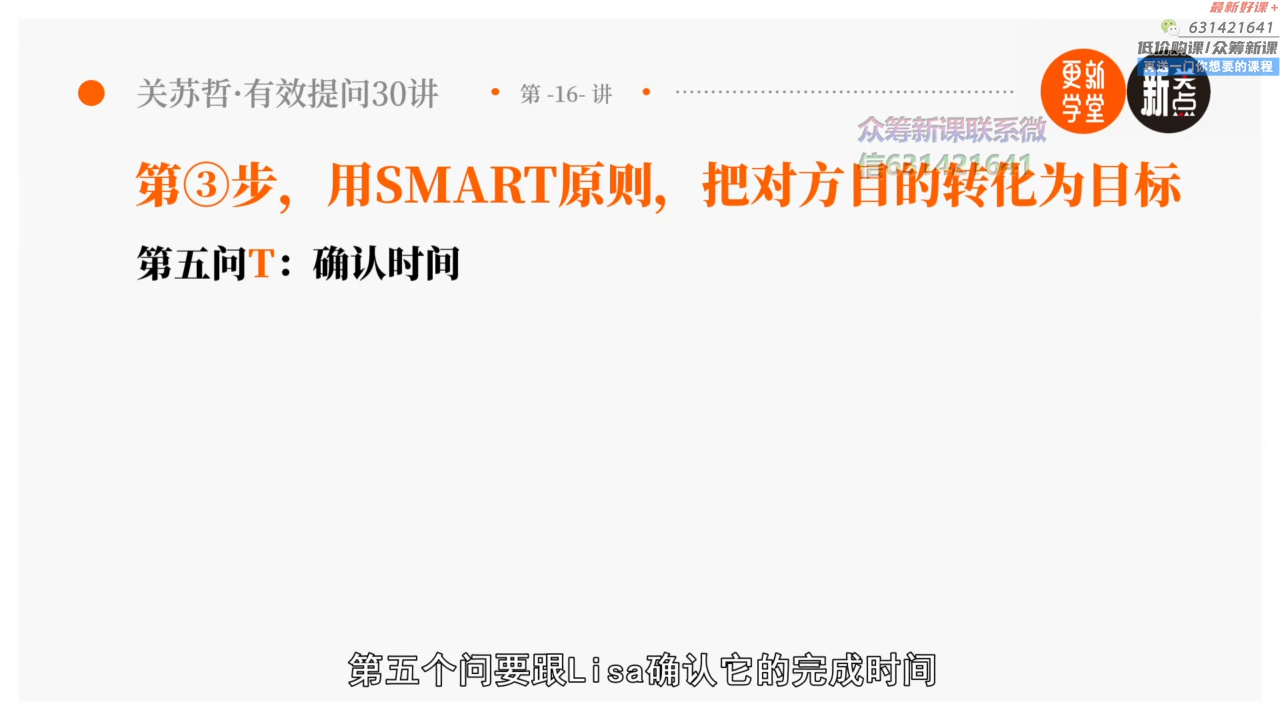 最新好课+
631421641
低价购课/众筹新课
再送一门你想要的课程
关苏哲·有效提问30讲
第 -16- 讲
更新学堂
新关点
众筹新课联系微
信631421641
第③步，用SMART原则，把对方目的转化为目标
第五问T：确认时间
第五个问要跟Lisa确认它的完成时间